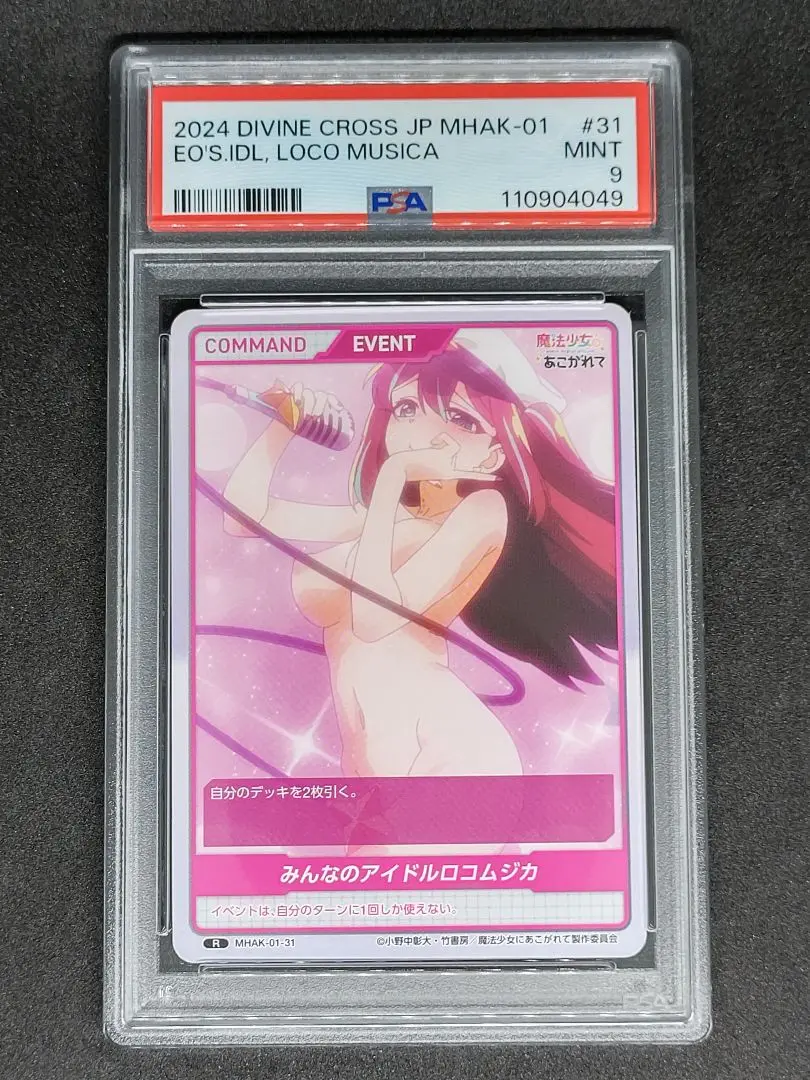 2024 DIVINE CROSS JP MHAK-01 #31
EO'S.IDL, LOCO MUSICA MINT
9
PSA 110904049
COMMAND EVENT
魔法少女に
あこがれて
自分のデッキを2枚引く。
みんなのアイドルロコムジカ
イベントは、自分のターンに1回しか使えない。
R MHAK-01-31 ©小野中彰大・竹書房/魔法少女にあこがれて製作委員会